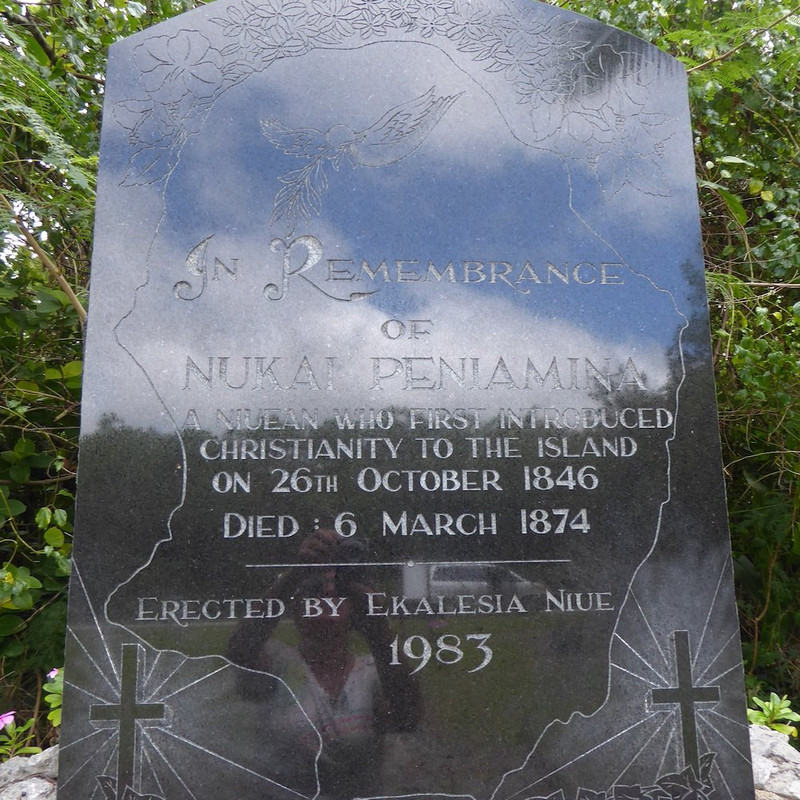 In Remembrance
of
NUKAI PENIAMINA
A NIUEAN WHO FIRST INTRODUCED
CHRISTIANITY TO THE ISLAND
ON 26TH OCTOBER 1846
DIED : 6 MARCH 1874
ERECTED BY EKALESIA NIUE
1983